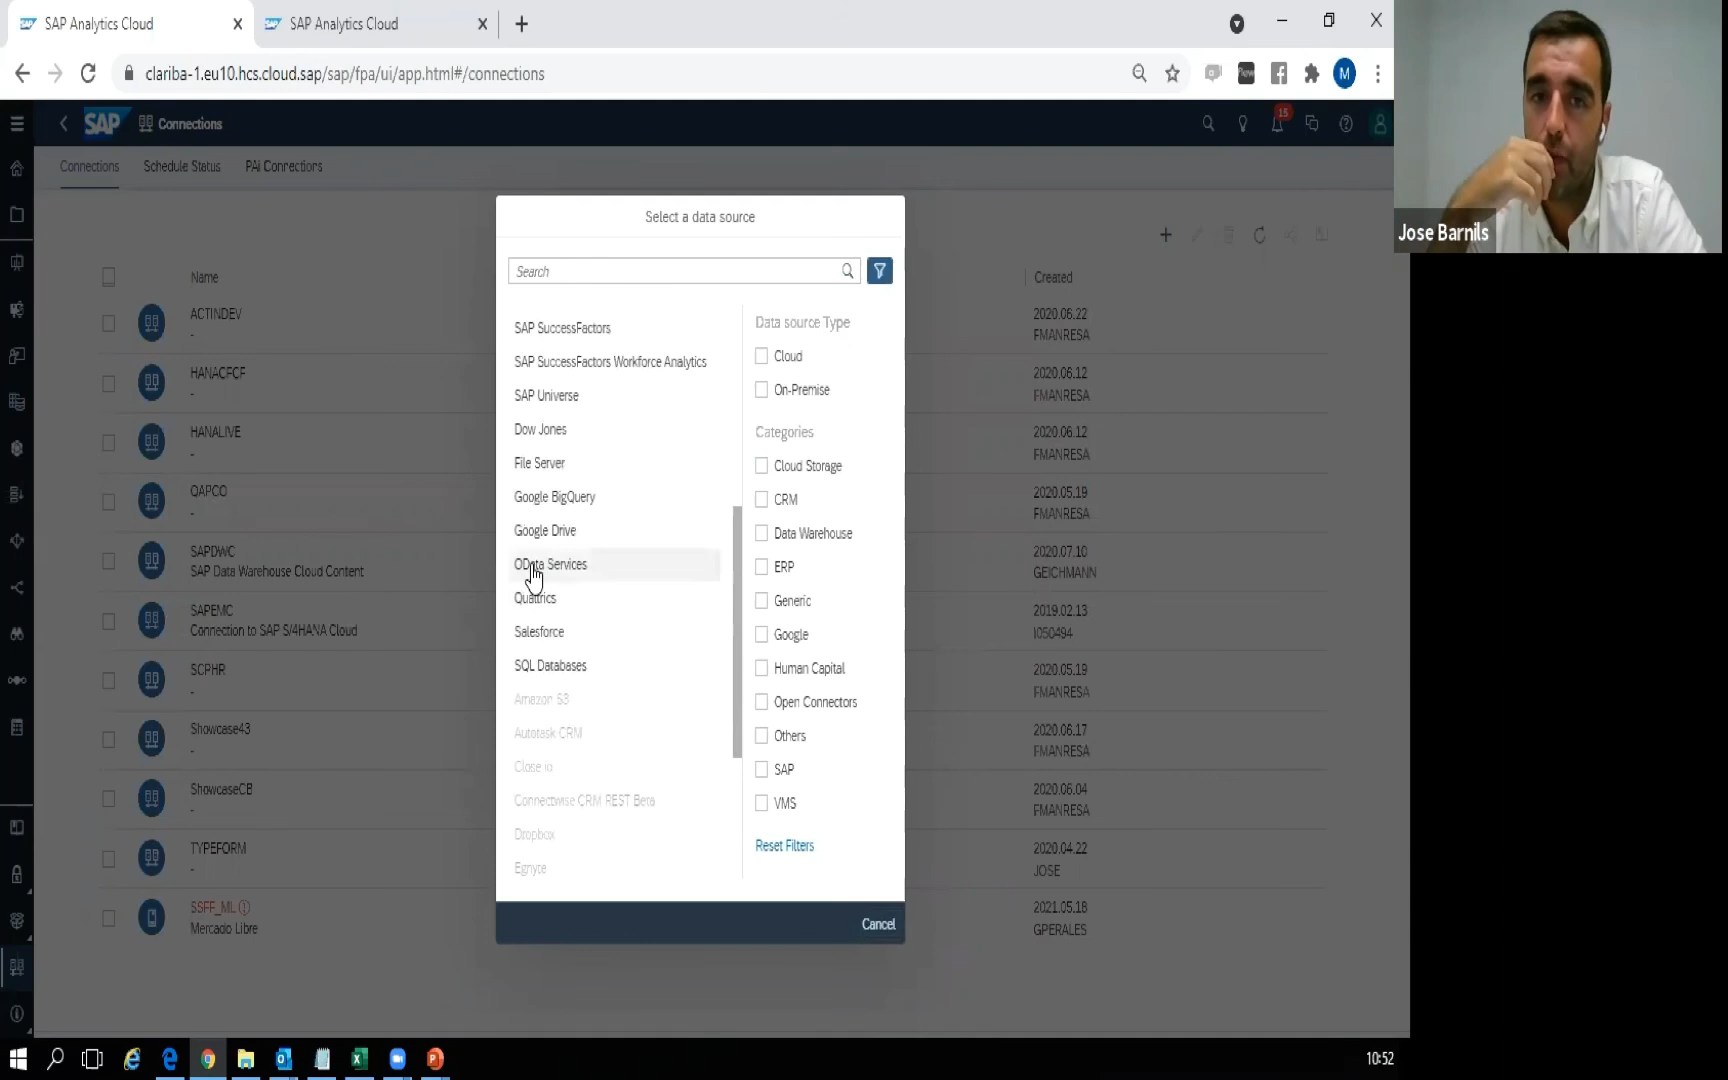 SAP Analytics Cloud
SAP Analytics Cloud
clariba-1.eu10.hcs.cloud.sap/sap/fpa/ui/app.html#/connections
M
SAP
Connections
15
Connections
Schedule Status
PAi Connections
Jose Barnils
Select a data source
Search
Name
Created
ACTINDEV
-
2020.06.22
FMANRESA
HANACFCF
-
2020.06.12
FMANRESA
HANALIVE
-
2020.06.12
FMANRESA
QAPCO
-
2020.05.19
FMANRESA
SAPDWC
SAP Data Warehouse Cloud Content
2020.07.10
GEICHMANN
SAPEMC
Connection to SAP S/4HANA Cloud
2019.02.13
I050494
SCPHR
-
2020.05.19
FMANRESA
Showcase43
-
2020.06.17
FMANRESA
ShowcaseCB
-
2020.06.04
FMANRESA
TYPEFORM
-
2020.04.22
JOSE
SSFF_ML
Mercado Libre
2021.05.18
GPERALES
SAP SuccessFactors
SAP SuccessFactors Workforce Analytics
SAP Universe
Dow Jones
File Server
Google BigQuery
Google Drive
OData Services
Qualtrics
Salesforce
SQL Databases
Amazon S3
Autotask CRM
Close io
Connectwise CRM REST Beta
Dropbox
Egnyte
Data source Type
Cloud
On-Premise
Categories
Cloud Storage
CRM
Data Warehouse
ERP
Generic
Google
Human Capital
Open Connectors
Others
SAP
VMS
Reset Filters
Cancel
10:52